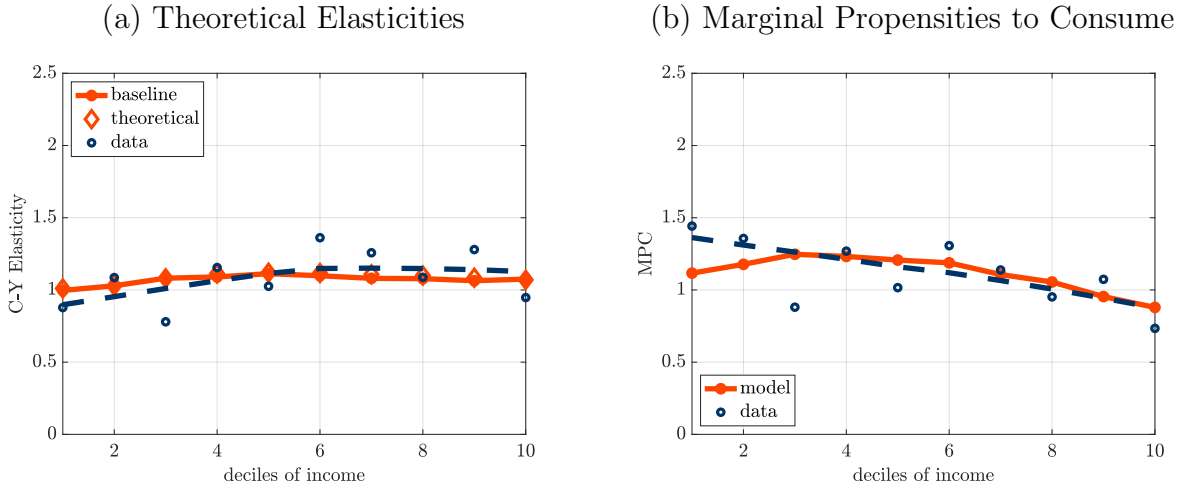 (a) Theoretical Elasticities
2.5
2
1.5
1
0.5
0
C-Y Elasticity
baseline
theoretical
data
2 4 6 8 10
deciles of income
(b) Marginal Propensities to Consume
2.5
2
1.5
1
0.5
0
MPC
model
data
2 4 6 8 10
deciles of income